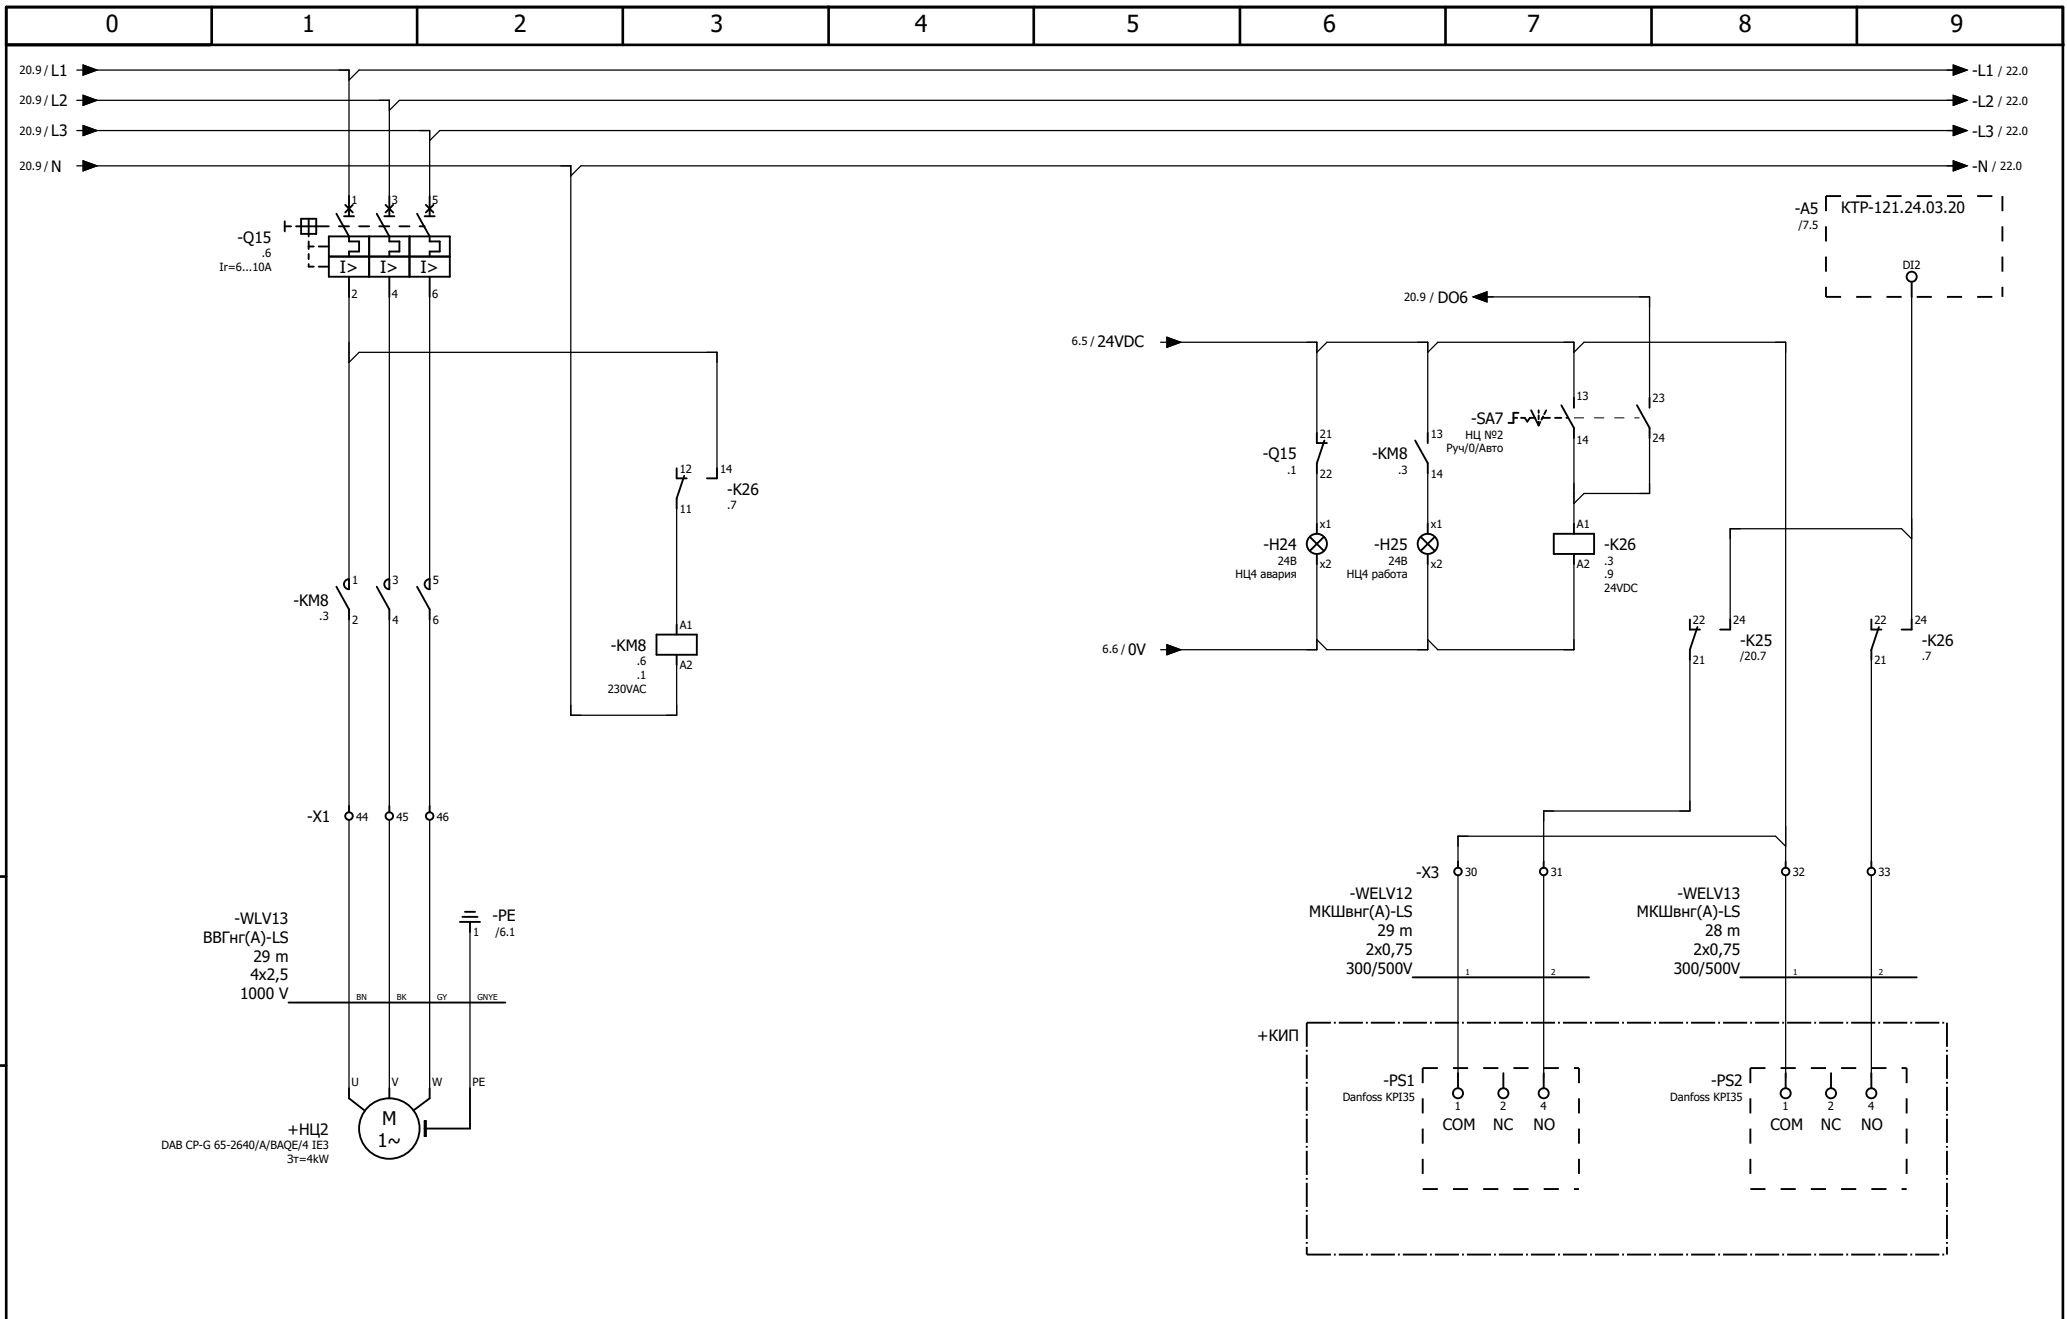 0 1 2 3 4 5 6 7 8 9
20.9 / L1
-L1 / 22.0
20.9 / L2
-L2 / 22.0
20.9 / L3
-L3 / 22.0
20.9 / N
-N / 22.0
1 3 5
-Q15
.6
Ir=6...10A
I> I> I>
2 4 6
-A5
/7.5
КТР-121.24.03.20
DI2
20.9 / DO6
6.5 / 24VDC
12 14
-K26
.7
11
21
-Q15
.1
22
13
-KM8
.3
14
13 23
-SA7
НЦ №2
Руч/0/Авто
14 24
x1
-H24
24В
НЦ4 авария
x2
x1
-H25
24В
НЦ4 работа
x2
A1
-K26
.3
.9
24VDC
A2
1 3 5
-KM8
.3
2 4 6
A1
-KM8
.6
.1
230VAC
A2
6.6 / 0V
22 24
-K25
/20.7
21
22 24
-K26
.7
21
-X1 44 45 46
-X3 30 31 32 33
-WLV13
ВВГнг(A)-LS
29 m
4x2,5
1000 V
BN BK GY GNYE
-PE
1 /6.1
-WELV12
МКШвнг(A)-LS
29 m
2x0,75
300/500V
1 2
-WELV13
МКШвнг(A)-LS
28 m
2x0,75
300/500V
1 2
U V W PE
M
1~
+НЦ2
DAB CP-G 65-2640/A/BAQE/4 IE3
Зт=4kW
+КИП
-PS1
Danfoss KPI35
1 2 4
COM NC NO
-PS2
Danfoss KPI35
1 2 4
COM NC NO